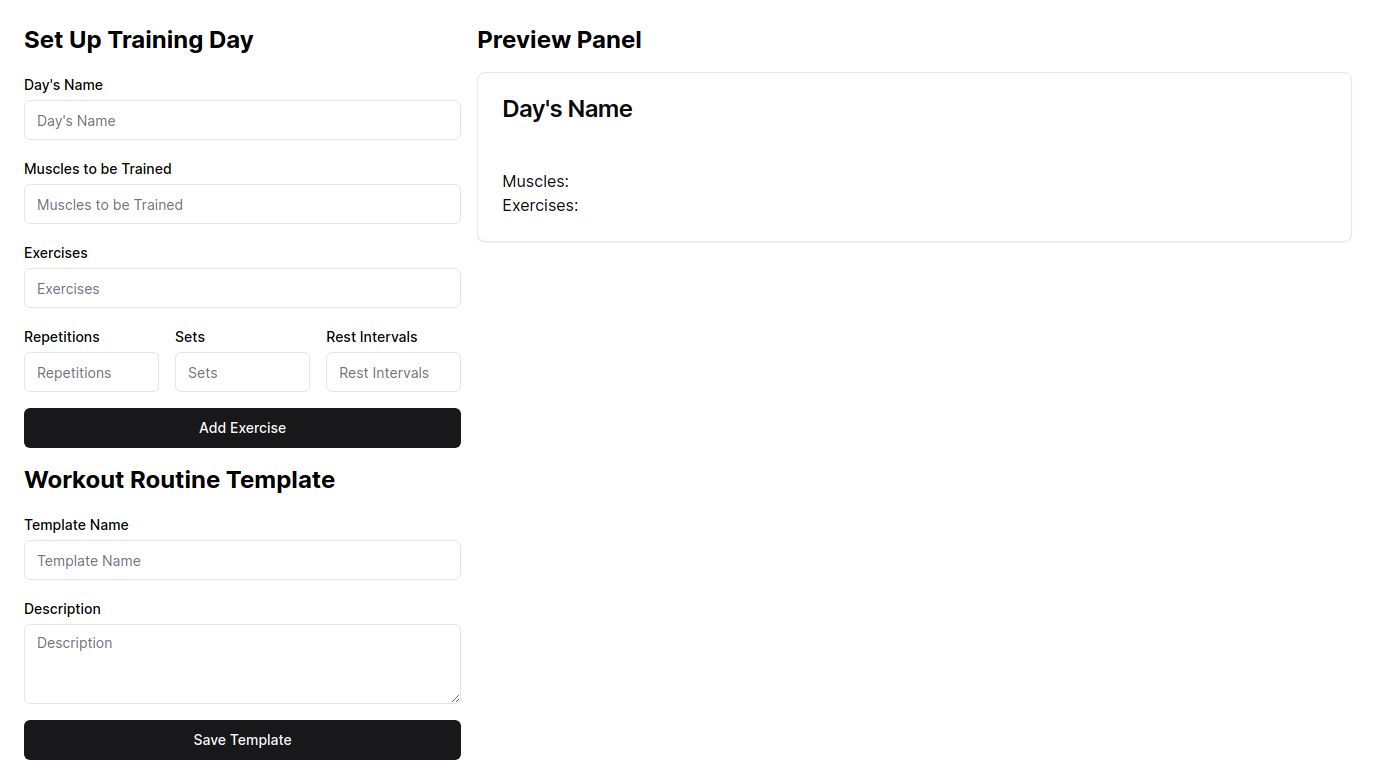 Set Up Training Day
Day's Name
Day's Name
Muscles to be Trained
Muscles to be Trained
Exercises
Exercises
Repetitions Sets Rest Intervals
Repetitions Sets Rest Intervals
Add Exercise
Workout Routine Template
Template Name
Template Name
Description
Description
Save Template
Preview Panel
Day's Name
Muscles:
Exercises: